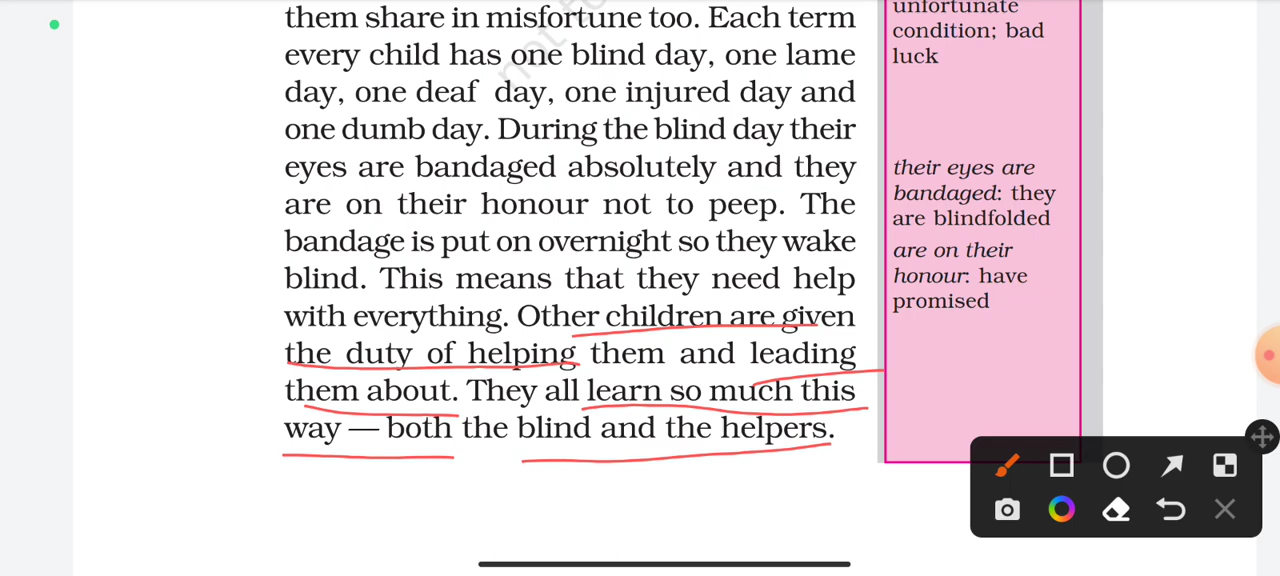 them share in misfortune too. Each term
every child has one blind day, one lame
day, one deaf day, one injured day and
one dumb day. During the blind day their
eyes are bandaged absolutely and they
are on their honour not to peep. The
bandage is put on overnight so they wake
blind. This means that they need help
with everything. Other children are given
the duty of helping them and leading
them about. They all learn so much this
way — both the blind and the helpers.
unfortunate
condition; bad
luck
their eyes are
bandaged: they
are blindfolded
are on their
honour: have
promised
not to